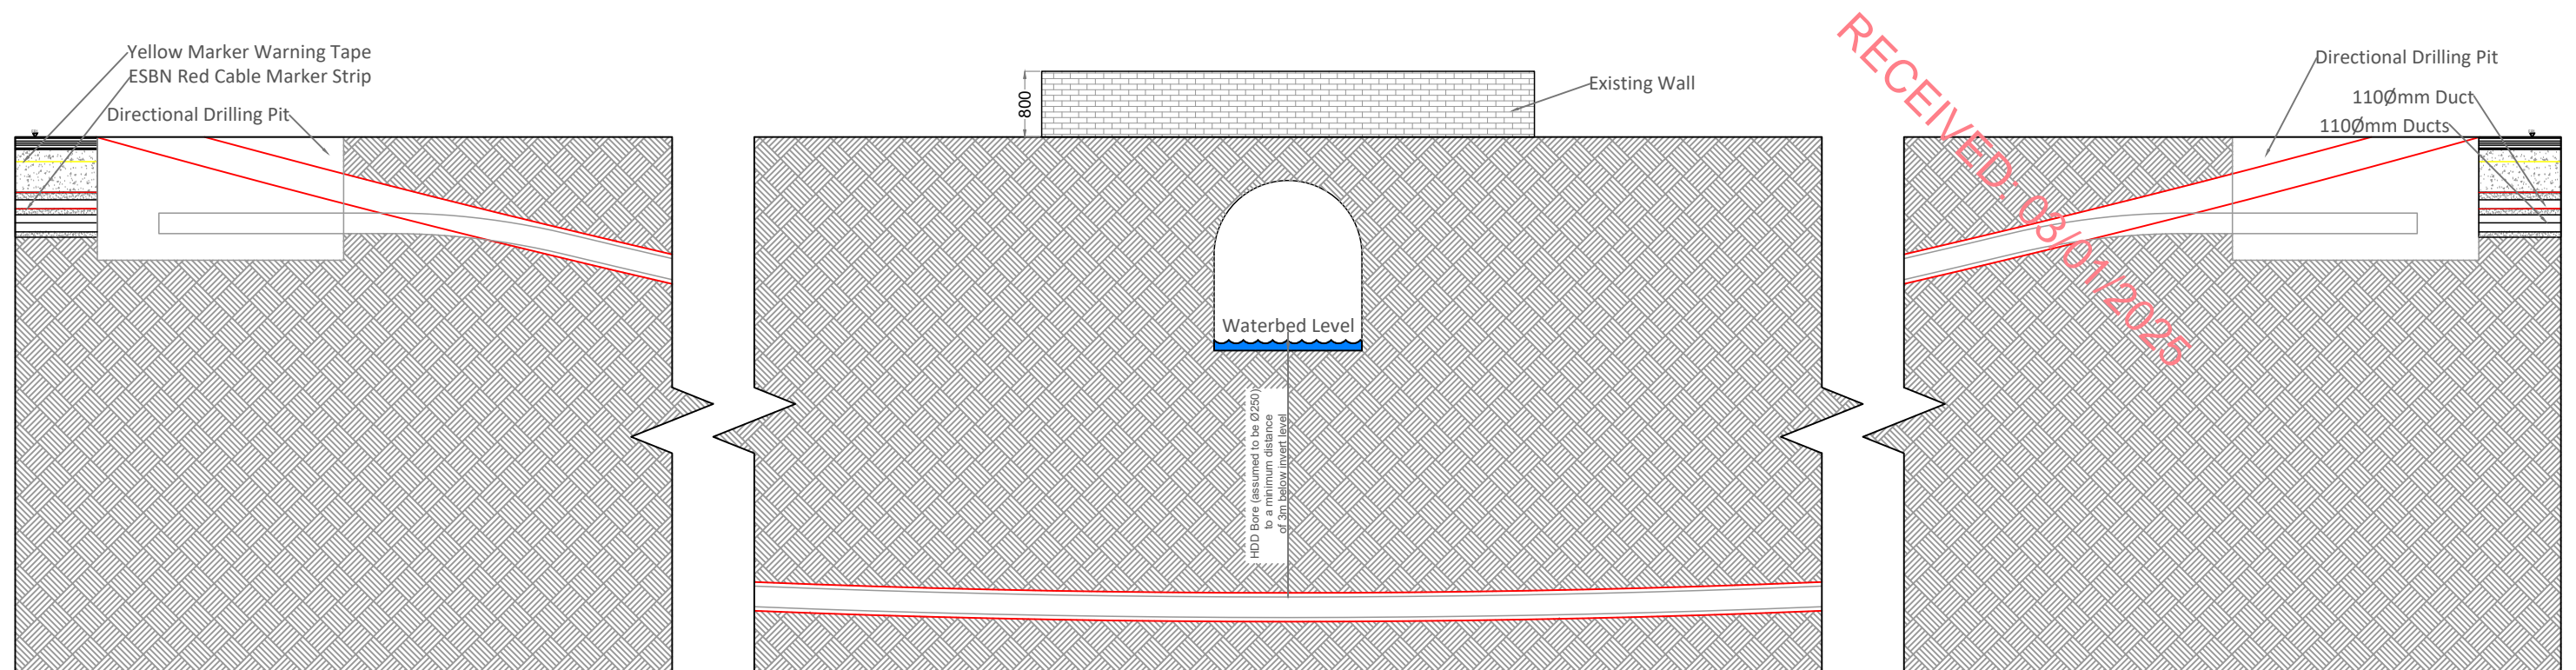 Yellow Marker Warning Tape
ESBN Red Cable Marker Strip
Directional Drilling Pit
800
Existing Wall
Waterbed Level
HDD Bore (assumed to be Ø250)
to a minimum distance
of 3m below invert level
RECEIVED: 03/01/2025
Directional Drilling Pit
110Ømm Duct
110Ømm Ducts